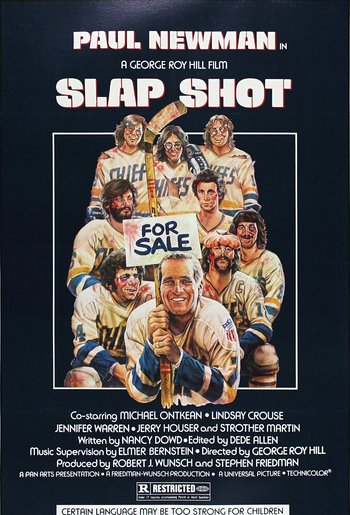 PAUL NEWMAN IN
A GEORGE ROY HILL FILM
SLAP SHOT
CHIEFS
CHIEFS
FOR
SALE
Co-starring MICHAEL ONTKEAN • LINDSAY CROUSE
JENNIFER WARREN • JERRY HOUSER and STROTHER MARTIN
Written by NANCY DOWD • Edited by DEDE ALLEN
Music Supervision by ELMER BERNSTEIN • Directed by GEORGE ROY HILL
Produced by ROBERT J. WUNSCH and STEPHEN FRIEDMAN
A PAN ARTS PRESENTATION • A FRIEDMAN-WUNSCH PRODUCTION • A UNIVERSAL PICTURE • TECHNICOLOR®
R RESTRICTED
CERTAIN LANGUAGE MAY BE TOO STRONG FOR CHILDREN